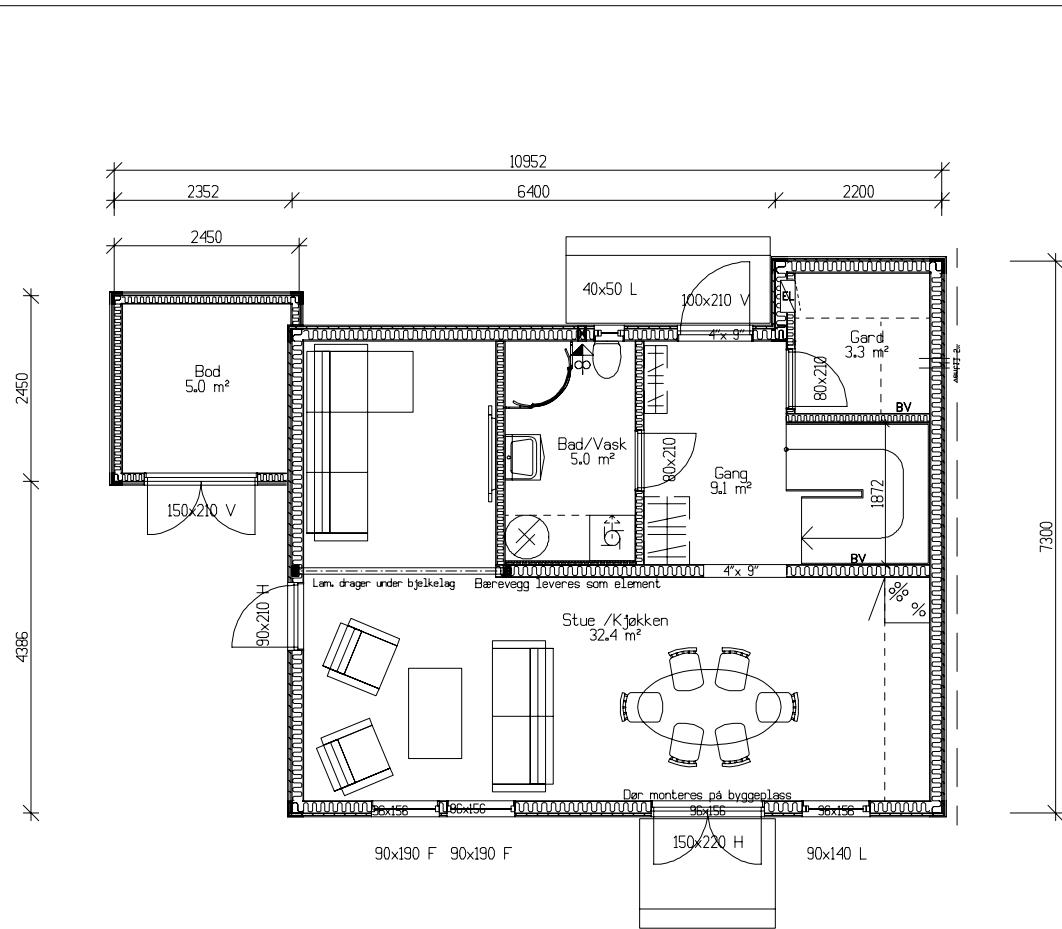 10952
2352
6400
2200
2450
40x50 L
100x210 V
4"x 9"
EL
Gard
3.3 m²
80x210
BV
Bod
5.0 m²
2450
Bad/Vask
5.0 m²
80x210
Gang
9.1 m²
1872
7300
150x210 V
BV
Lam. drager under bjelkelag
Bærevegg leveres som element
4"x 9"
90x210 H
Stue /Kjøkken
32.4 m²
4386
Dør monteres på byggeplass
96x156
96x156
96x156
96x156
150x220 H
90x190 F
90x190 F
90x140 L